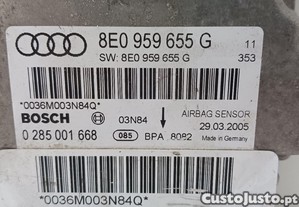 8E0 959 655 G 11
SW: 8E0 959 655 G 353
*0036M003N84Q*
BOSCH 03N84 AIRBAG SENSOR
29.03.2005
0 285 001 668 085 BPA 8082 Made in Germany
*0036M003N84Q*
CustoJusto.pt